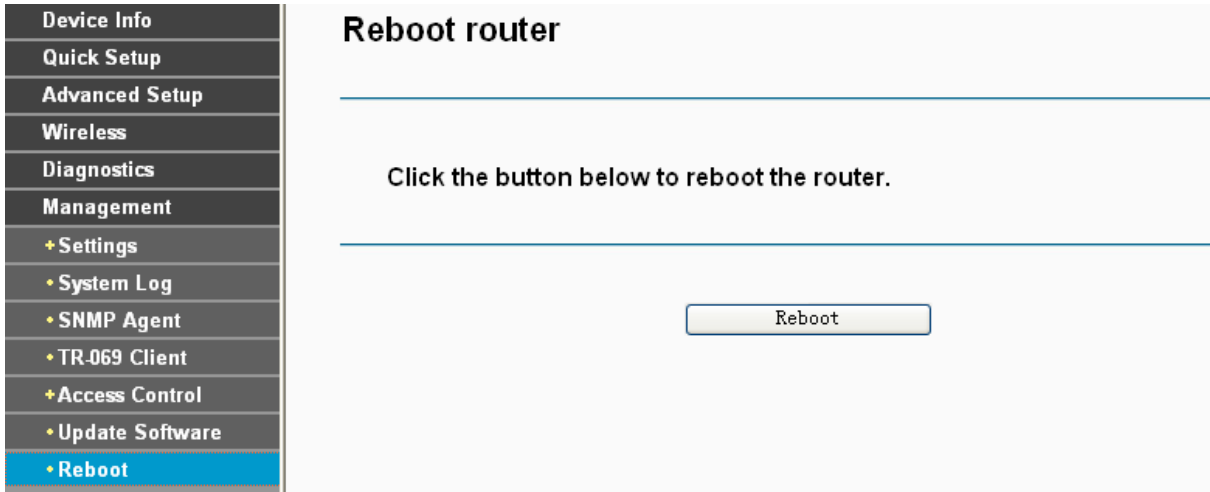 Device Info
Quick Setup
Advanced Setup
Wireless
Diagnostics
Management
+Settings
•System Log
•SNMP Agent
•TR-069 Client
+Access Control
•Update Software
•Reboot
Reboot router
Click the button below to reboot the router.
Reboot